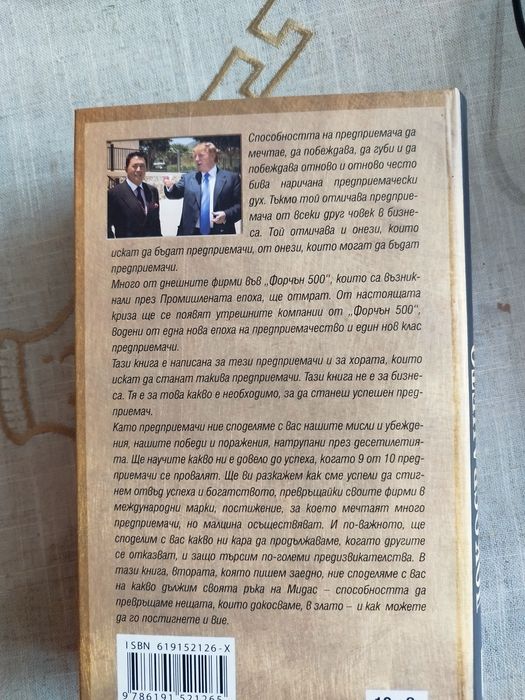 Способността на предприемача да
мечтае, да побеждава, да губи и да
побеждава отново и отново често
бива наричана предприемачески
дух. Тъкмо той отличава предприе-
мача от всеки друг човек в бизне-
са. Той отличава и онези, които
искат да бъдат предприемачи, от онези, които могат да бъдат
предприемачи.
Много от днешните фирми във „Форчън 500“, които са възник-
нали през Промишлената епоха, ще отмрат. От настоящата
криза ще се появят утрешните компании от „Форчън 500“,
водени от една нова епоха на предприемачество и един нов клас
предприемачи.
Тази книга е написана за тези предприемачи и за хората, които
искат да станат такива предприемачи. Тази книга не е за бизне-
са. Тя е за това какво е необходимо, за да станеш успешен пред-
приемач.
Като предприемачи ние споделяме с вас нашите мисли и убежде-
ния, нашите победи и поражения, натрупани през десетилетия-
та. Ще научите какво ни е довело до успеха, когато 9 от 10 пред-
приемачи се провалят. Ще ви разкажем как сме успели да стиг-
нем отвъд успеха и богатството, превръщайки своите фирми в
международни марки, постижение, за което мечтаят много
предприемачи, но малцина осъществяват. И по-важното, ще
споделим с вас какво ни кара да продължаваме, когато другите
се отказват, и защо търсим по-големи предизвикателства. В
тази книга, втората, която пишем заедно, ние споделяме с вас
на какво дължим своята ръка на Мидас – способността да
превръщаме нещата, които докосваме, в злато – и как можете
да го постигнете и вие.
ISBN 619152126-X
9 786191 521265